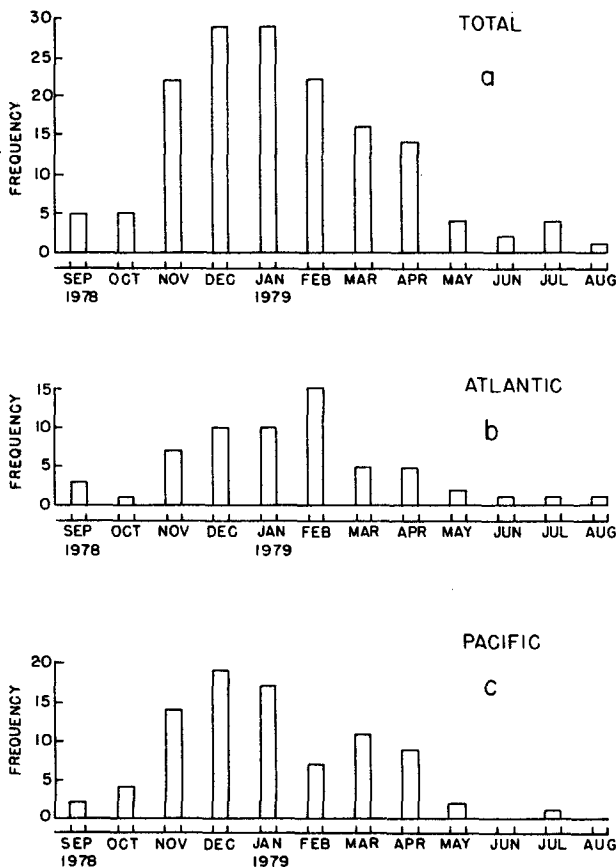 TOTAL
a
FREQUENCY
30
25
20
15
10
5
0
SEP OCT NOV DEC JAN FEB MAR APR MAY JUN JUL AUG
1978 1979
ATLANTIC
b
FREQUENCY
15
10
5
0
SEP OCT NOV DEC JAN FEB MAR APR MAY JUN JUL AUG
1978 1979
PACIFIC
c
FREQUENCY
20
15
10
5
0
SEP OCT NOV DEC JAN FEB MAR APR MAY JUN JUL AUG
1978 1979